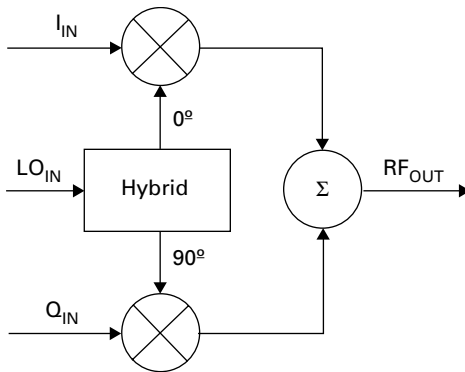 I_IN
0º
LO_IN
Hybrid
Σ
RF_OUT
90º
Q_IN